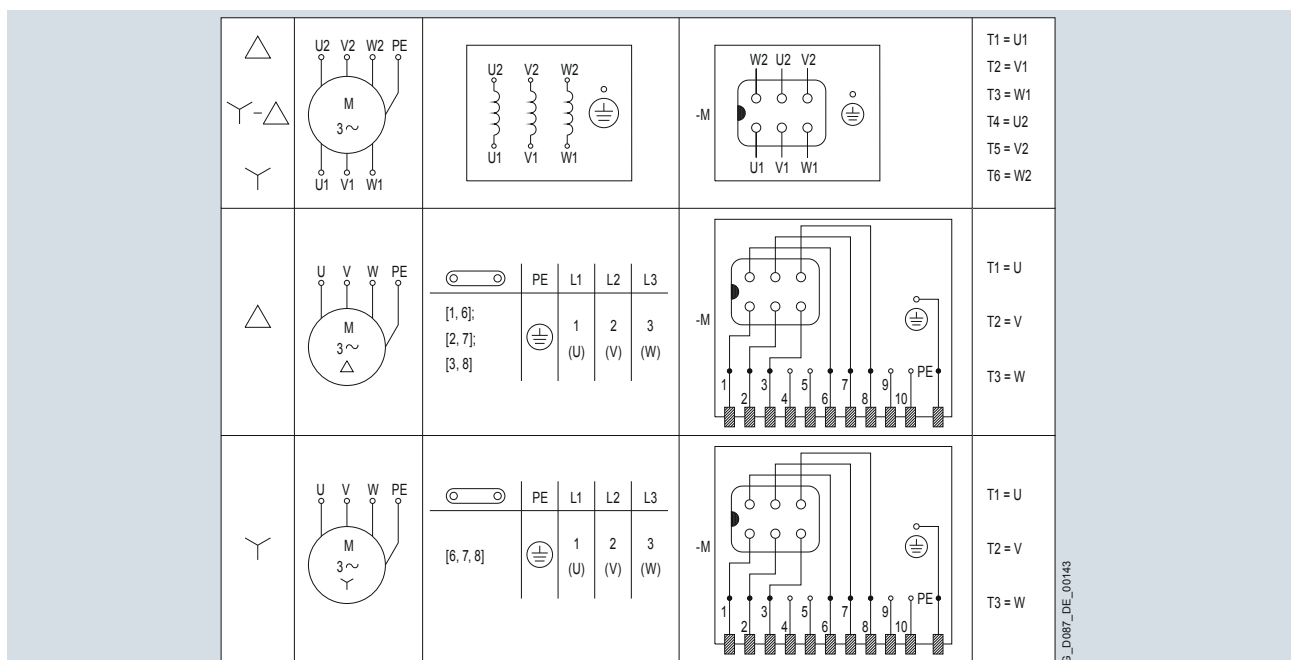 U2 V2 W2 PE
M
3~
U1 V1 W1
U2 V2 W2
U1 V1 W1
W2 U2 V2
-M
U1 V1 W1
T1 = U1
T2 = V1
T3 = W1
T4 = U2
T5 = V2
T6 = W2
U V W PE
M
3~
PE L1 L2 L3
[1, 6];
[2, 7];
[3, 8]
1 2 3
(U) (V) (W)
-M
PE
1 2 3 4 5 6 7 8 9 10
T1 = U
T2 = V
T3 = W
U V W PE
M
3~
PE L1 L2 L3
[6, 7, 8]
1 2 3
(U) (V) (W)
-M
PE
1 2 3 4 5 6 7 8 9 10
T1 = U
T2 = V
T3 = W
G_D087_DE_00143